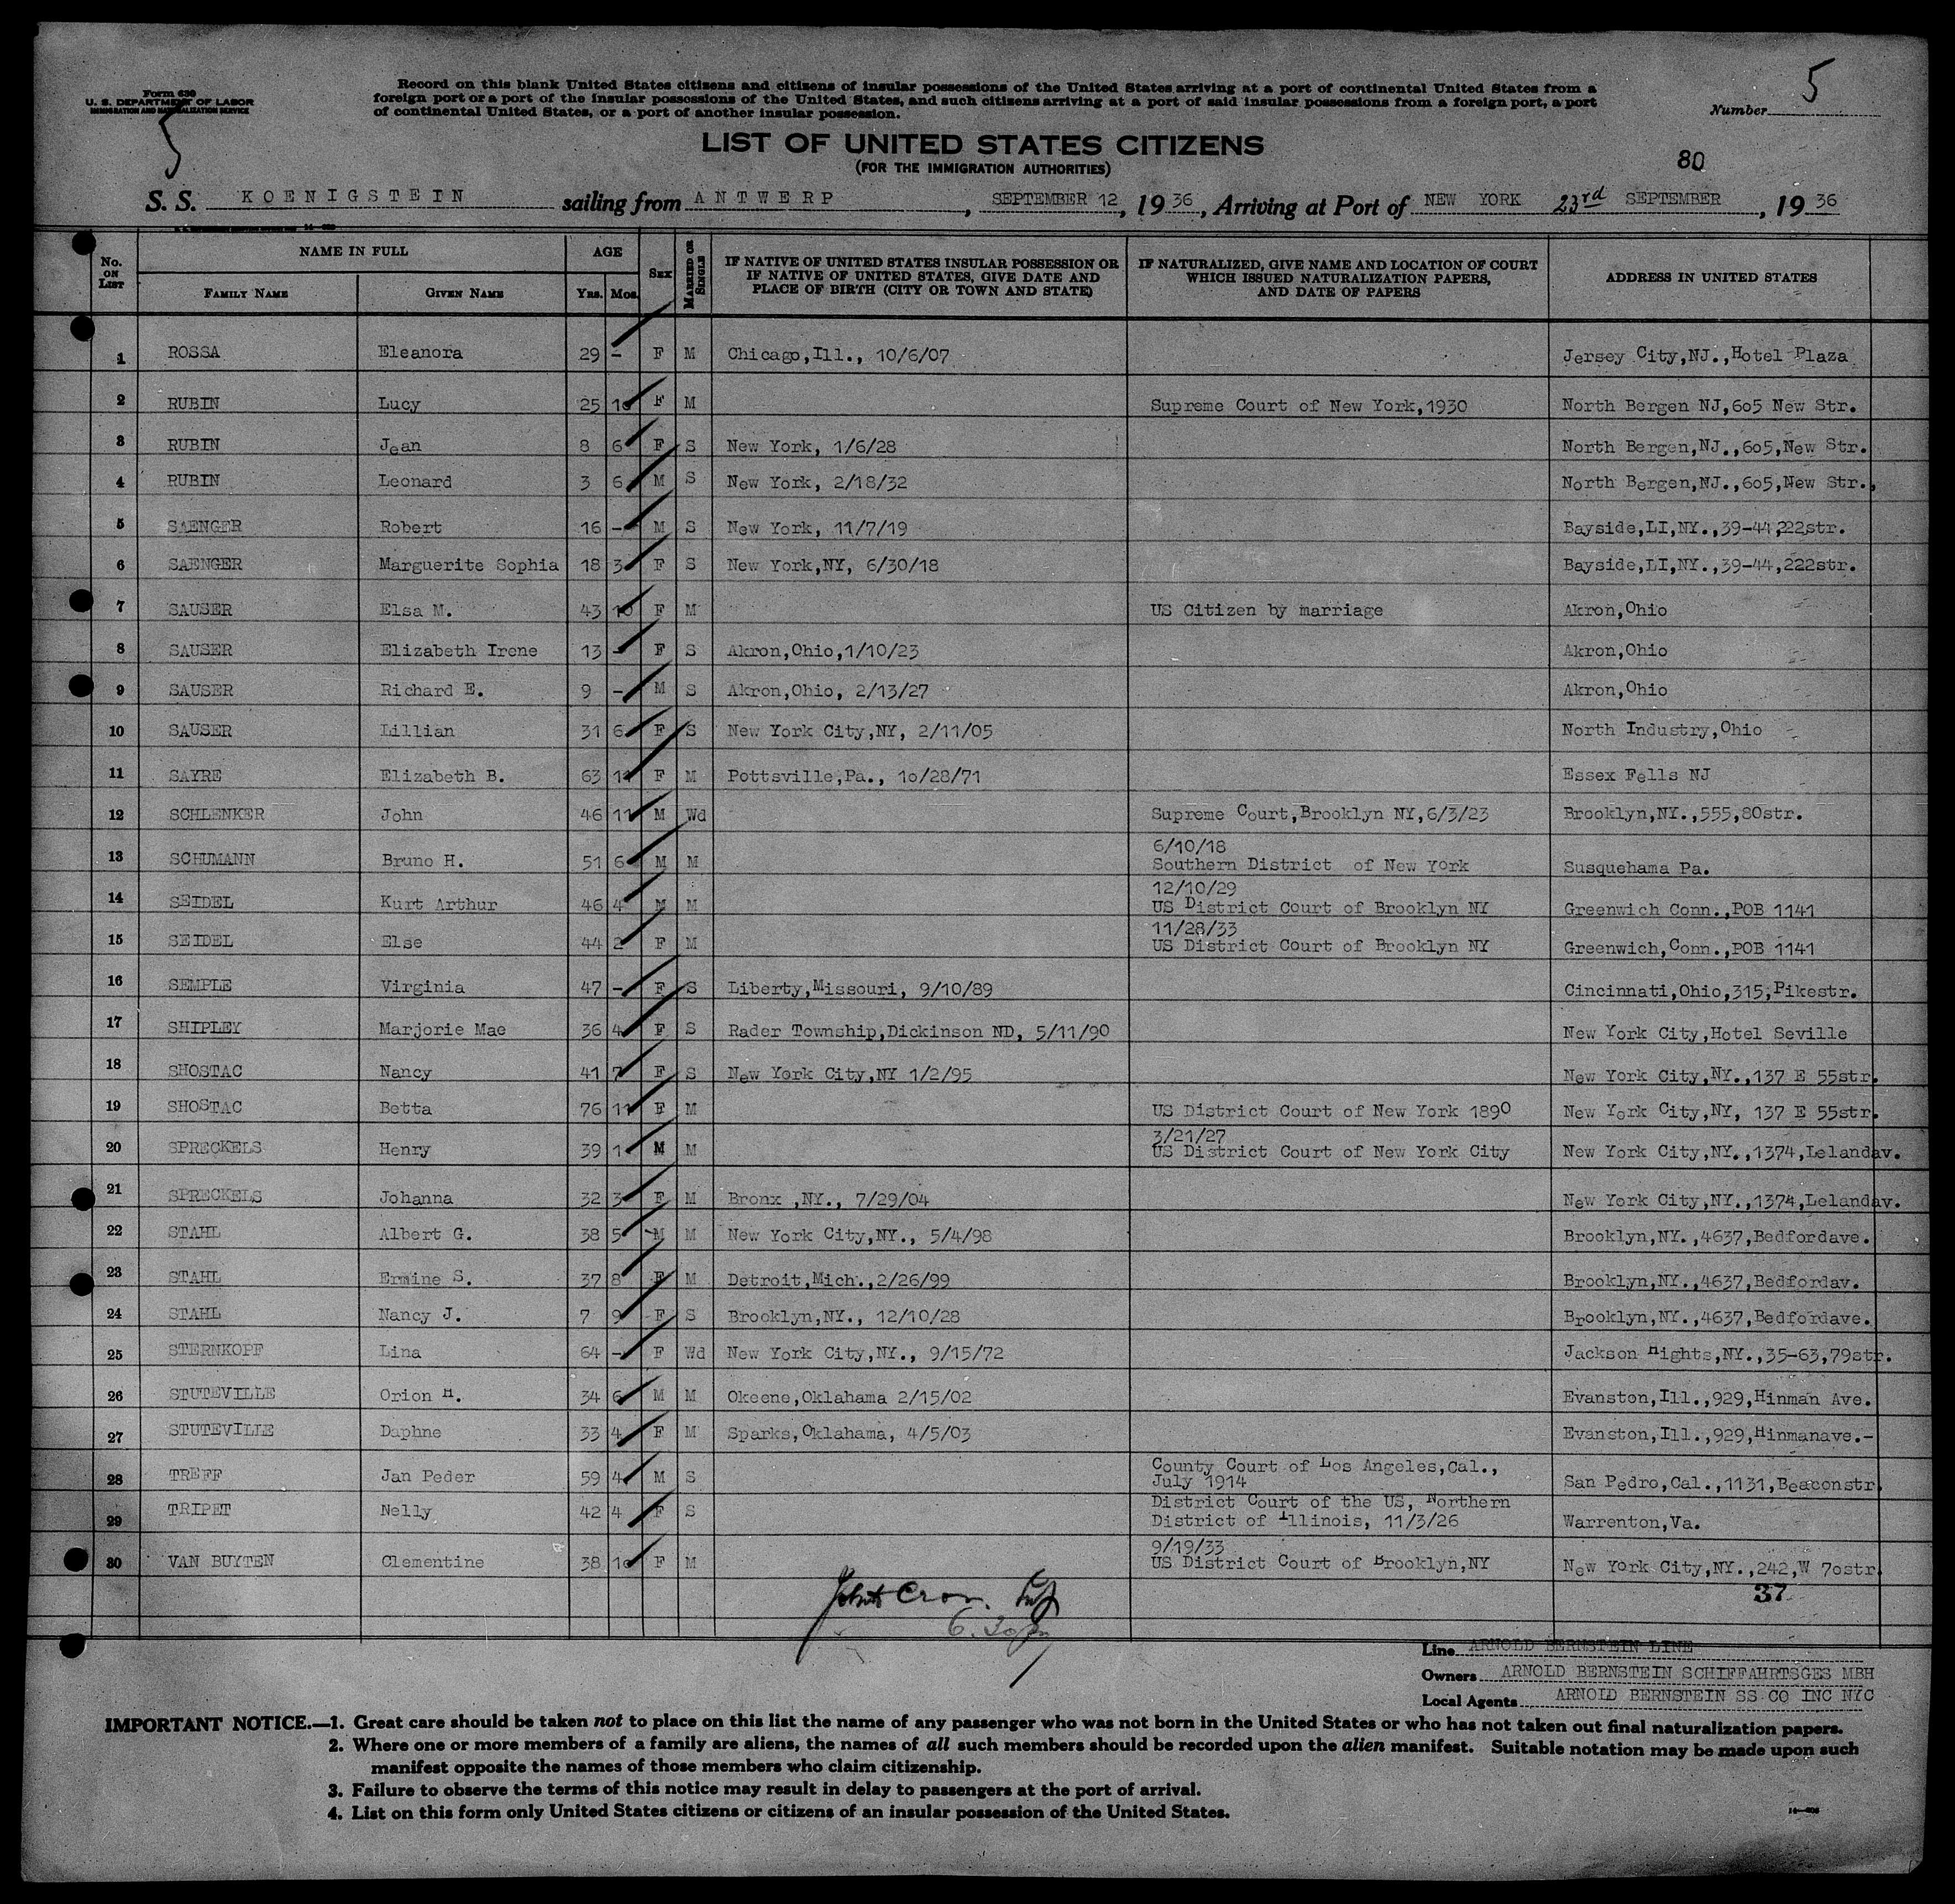 Form 630
U. S. DEPARTMENT OF LABOR
IMMIGRATION AND NATURALIZATION SERVICE
5
Record on this blank United States citizens and citizens of insular possessions of the United States arriving at a port of continental United States from a
foreign port or a port of the insular possessions of the United States, and such citizens arriving at a port of said insular possessions from a foreign port, a port
of continental United States, or a port of another insular possession.
Number 5
LIST OF UNITED STATES CITIZENS
(FOR THE IMMIGRATION AUTHORITIES)
80
S. S. KOENIGSTEIN sailing from ANTWERP, SEPTEMBER 12, 1936, Arriving at Port of NEW YORK 23rd SEPTEMBER, 1936
No. ON LIST
NAME IN FULL
FAMILY NAME GIVEN NAME
AGE
YRS. MOS.
SEX
MARRIED OR SINGLE
IF NATIVE OF UNITED STATES INSULAR POSSESSION OR
IF NATIVE OF UNITED STATES, GIVE DATE AND
PLACE OF BIRTH (CITY OR TOWN AND STATE)
IF NATURALIZED, GIVE NAME AND LOCATION OF COURT
WHICH ISSUED NATURALIZATION PAPERS,
AND DATE OF PAPERS
ADDRESS IN UNITED STATES
1 ROSSA Eleanora 29 - F M Chicago,Ill., 10/6/07 Jersey City,NJ.,Hotel Plaza
2 RUBIN Lucy 25 10 F M Supreme Court of New York,1930 North Bergen NJ,605 New Str.
3 RUBIN Jean 8 6 F S New York, 1/6/28 North Bergen,NJ.,605,New Str.
4 RUBIN Leonard 3 6 M S New York, 2/18/32 North Bergen,NJ.,605,New Str.,
5 SAENGER Robert 16 - M S New York, 11/7/19 Bayside,LI,NY.,39-44,222str.
6 SAENGER Marguerite Sophia 18 3 F S New York,NY, 6/30/18 Bayside,LI,NY.,39-44,222str.
7 SAUSER Elsa M. 43 10 F M US Citizen by marriage Akron,Ohio
8 SAUSER Elizabeth Irene 13 - F S Akron,Ohio,1/10/23 Akron,Ohio
9 SAUSER Richard E. 9 - M S Akron,Ohio, 2/13/27 Akron,Ohio
10 SAUSER Lillian 31 6 F S New York City,NY, 2/11/05 North Industry,Ohio
11 SAYRE Elizabeth B. 63 11 F M Pottsville,Pa., 10/28/71 Essex Fells NJ
12 SCHLENKER John 46 11 M Wd Supreme Court,Brooklyn NY,6/3/23 Brooklyn,NY.,555,80str.
6/10/18
13 SCHUMANN Bruno H. 51 6 M M Southern District of New York Susquehama Pa.
12/10/29
14 SEIDEL Kurt Arthur 46 4 M M US District Court of Brooklyn NY Greenwich Conn.,POB 1141
11/28/33
15 SEIDEL Else 44 2 F M US District Court of Brooklyn NY Greenwich,Conn.,POB 1141
16 SEMPLE Virginia 47 - F S Liberty,Missouri, 9/10/89 Cincinnati,Ohio,315,Pikestr.
17 SHIPLEY Marjorie Mae 36 4 F S Rader Township,Dickinson ND, 5/11/90 New York City,Hotel Seville
18 SHOSTAC Nancy 41 7 F S New York City,NY 1/2/95 New York City,NY.,137 E 55str.
19 SHOSTAC Betta 76 11 F M US District Court of New York 1890 New York City,NY, 137 E 55str.
3/21/27
20 SPRECKELS Henry 39 1 M M US District Court of New York City New York City,NY.,1374,Lelandav.
21 SPRECKELS Johanna 32 3 F M Bronx ,NY., 7/29/04 New York City,NY.,1374,Lelandav.
22 STAHL Albert G. 38 5 M M New York City,NY., 5/4/98 Brooklyn,NY.,4637,Bedfordave.
23 STAHL Ermine S. 37 8 F M Detroit,Mich.,2/26/99 Brooklyn,NY.,4637,Bedfordav.
24 STAHL Nancy J. 7 9 F S Brooklyn,NY., 12/10/28 Brooklyn,NY.,4637,Bedfordave.
25 STERNKOPF Lina 64 - F Wd New York City,NY., 9/15/72 Jackson Hights,NY.,35-63,79str.
26 STUTEVILLE Orion H. 34 6 M M Okeene,Oklahoma 2/15/02 Evanston,Ill.,929,Hinman Ave.
27 STUTEVILLE Daphne 33 4 F M Sparks,Oklahama, 4/5/03 Evanston,Ill.,929,Hinmanave.-
County Court of Los Angeles,Cal.,
28 TREFF Jan Peder 59 4 M S July 1914 San Pedro,Cal.,1131,Beaconstr.
District Court of the US, Northern
29 TRIPET Nelly 42 4 F S District of Illinois, 11/3/26 Warrenton,Va.
9/19/33
30 VAN BUYTEN Clementine 38 10 F M US District Court of Brooklyn,NY New York City,NY.,242,W 70str.
37
Line ARNOLD BERNSTEIN LINE
Owners ARNOLD BERNSTEIN SCHIFFAHRTSGES MBH
Local Agents ARNOLD BERNSTEIN SS CO INC NYC
IMPORTANT NOTICE.—1. Great care should be taken not to place on this list the name of any passenger who was not born in the United States or who has not taken out final naturalization papers.
2. Where one or more members of a family are aliens, the names of all such members should be recorded upon the alien manifest. Suitable notation may be made upon such
manifest opposite the names of those members who claim citizenship.
3. Failure to observe the terms of this notice may result in delay to passengers at the port of arrival.
4. List on this form only United States citizens or citizens of an insular possession of the United States.